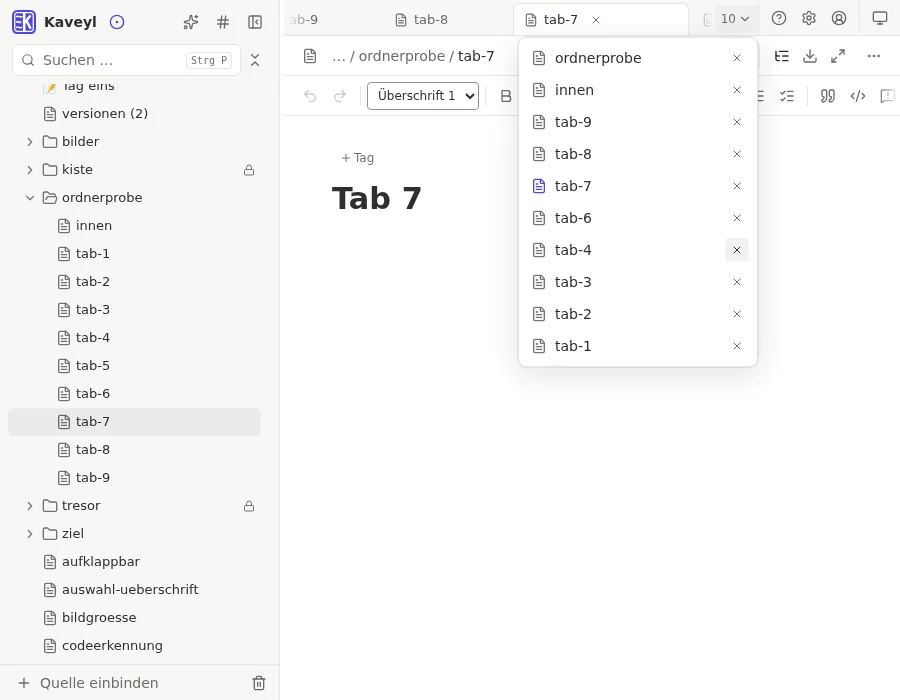 Kaveyl
Suchen …
Strg P
Tag eins
versionen (2)
bilder
kiste
ordnerprobe
innen
tab-1
tab-2
tab-3
tab-4
tab-5
tab-6
tab-7
tab-8
tab-9
tresor
ziel
aufklappbar
auswahl-ueberschrift
bildgroesse
codeerkennung
Quelle einbinden
ab-9
tab-8
tab-7
10
… / ordnerprobe / tab-7
Überschrift 1
B
+ Tag
Tab 7
ordnerprobe
innen
tab-9
tab-8
tab-7
tab-6
tab-4
tab-3
tab-2
tab-1